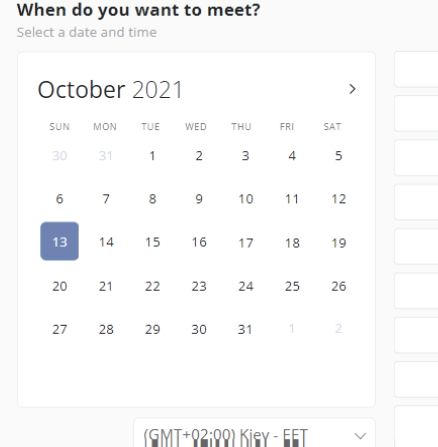 When do you want to meet?
Select a date and time
October 2021
SUN MON TUE WED THU FRI SAT
30 31 1 2 3 4 5
6 7 8 9 10 11 12
13 14 15 16 17 18 19
20 21 22 23 24 25 26
27 28 29 30 31 1 2
(GMT+02:00) Kiev - EET